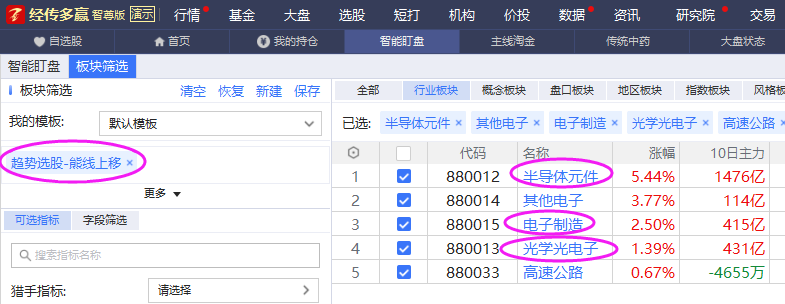 经传多赢 智尊版 演示 行情 基金 大盘 选股 短打 机构 价投 数据 资讯 研究院 交易
自选股 首页 我的持仓 智能盯盘 主线淘金 传统中药 大盘状态
智能盯盘 板块筛选
板块筛选 清空 恢复 新建 保存
我的模板: 默认模板
趋势选股-能线上移 ×
更多
可选指标 字段筛选
搜索指标名称
猎手指标: 请选择
全部 行业板块 概念板块 盘口板块 地区板块 指数板块 风格板
已选: 半导体元件 × 其他电子 × 电子制造 × 光学光电子 × 高速公路 ×
代码 名称 涨幅 10日主力
1 880012 半导体元件 5.44% 1476亿
2 880014 其他电子 3.77% 114亿
3 880015 电子制造 2.50% 415亿
4 880013 光学光电子 1.39% 431亿
5 880033 高速公路 0.67% -4655万